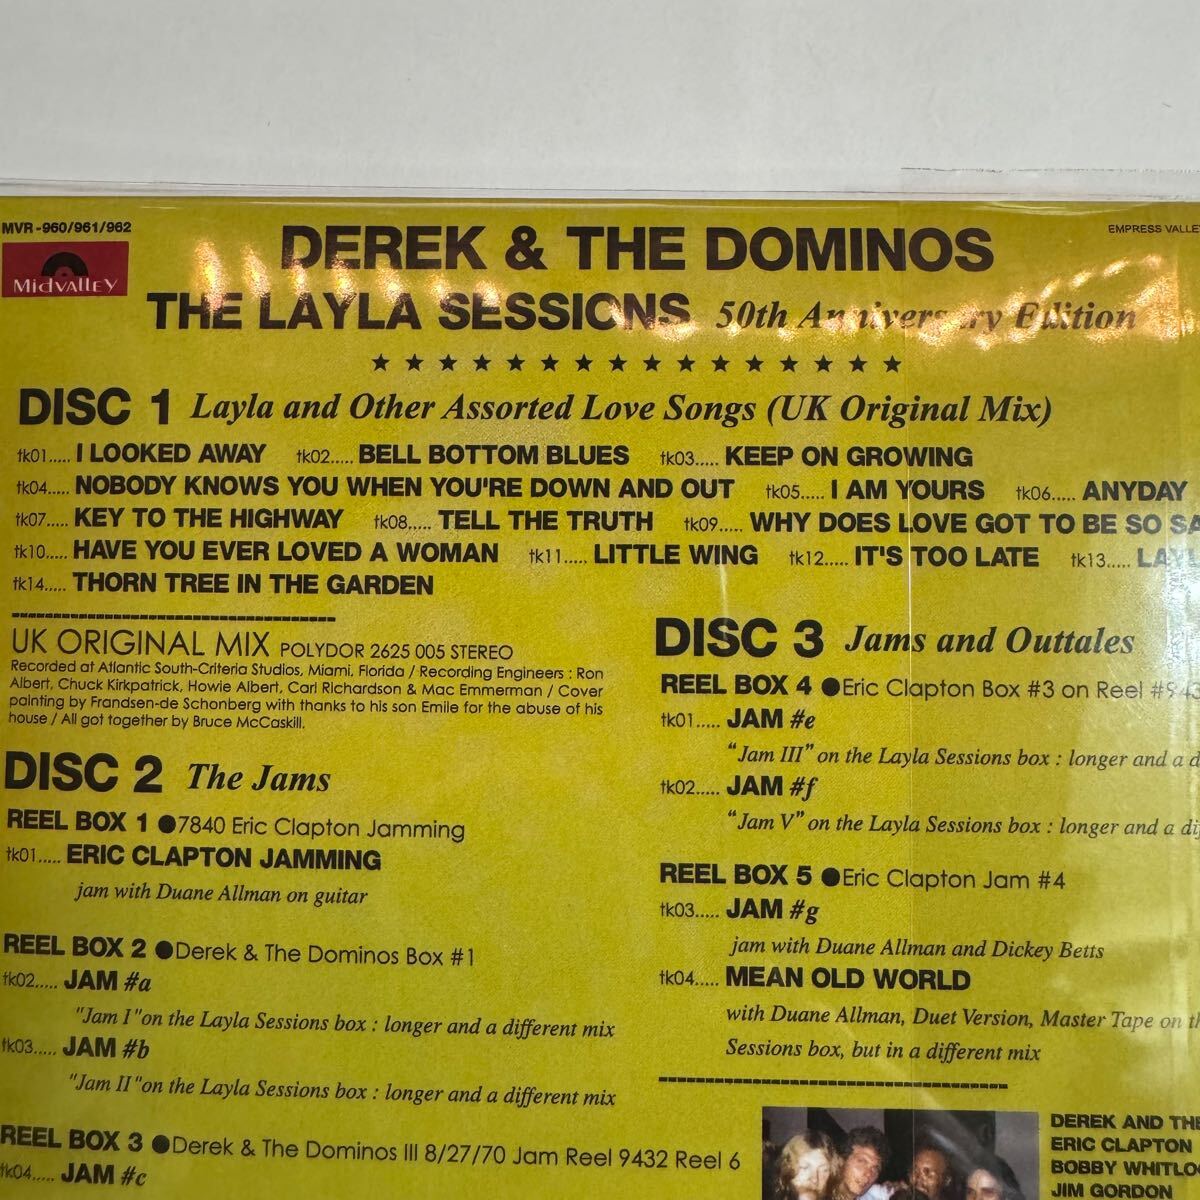 MVR-960/961/962
EMPRESS VALLEY
MidvallEy
DEREK & THE DOMINOS
THE LAYLA SESSIONS 50th Anniversary Edition
★★★★★★★★★★★★★★★★
DISC 1 Layla and Other Assorted Love Songs (UK Original Mix)
tk01..... I LOOKED AWAY tk02..... BELL BOTTOM BLUES tk03..... KEEP ON GROWING
tk04..... NOBODY KNOWS YOU WHEN YOU'RE DOWN AND OUT tk05..... I AM YOURS tk06..... ANYDAY
tk07..... KEY TO THE HIGHWAY tk08..... TELL THE TRUTH tk09..... WHY DOES LOVE GOT TO BE SO SA
tk10..... HAVE YOU EVER LOVED A WOMAN tk11..... LITTLE WING tk12..... IT'S TOO LATE tk13..... LAYL
tk14..... THORN TREE IN THE GARDEN
UK ORIGINAL MIX POLYDOR 2625 005 STEREO
Recorded at Atlantic South-Criteria Studios, Miami, Florida / Recording Engineers : Ron
Albert, Chuck Kirkpatrick, Howie Albert, Carl Richardson & Mac Emmerman / Cover
painting by Frandsen-de Schonberg with thanks to his son Emile for the abuse of his
house / All got together by Bruce McCaskill.
DISC 2 The Jams
REEL BOX 1 ●7840 Eric Clapton Jamming
tk01..... ERIC CLAPTON JAMMING
jam with Duane Allman on guitar
REEL BOX 2 ●Derek & The Dominos Box #1
tk02..... JAM #a
"Jam I" on the Layla Sessions box : longer and a different mix
tk03..... JAM #b
"Jam II" on the Layla Sessions box : longer and a different mix
REEL BOX 3 ●Derek & The Dominos III 8/27/70 Jam Reel 9432 Reel 6
tk04..... JAM #c
DISC 3 Jams and Outtales
REEL BOX 4 ●Eric Clapton Box #3 on Reel #943
tk01..... JAM #e
“Jam III” on the Layla Sessions box : longer and a d
tk02..... JAM #f
“Jam V” on the Layla Sessions box : longer and a di
REEL BOX 5 ●Eric Clapton Jam #4
tk03..... JAM #g
jam with Duane Allman and Dickey Betts
tk04..... MEAN OLD WORLD
with Duane Allman, Duet Version, Master Tape on th
Sessions box, but in a different mix
DEREK AND THE
ERIC CLAPTON
BOBBY WHITLO
JIM GORDON